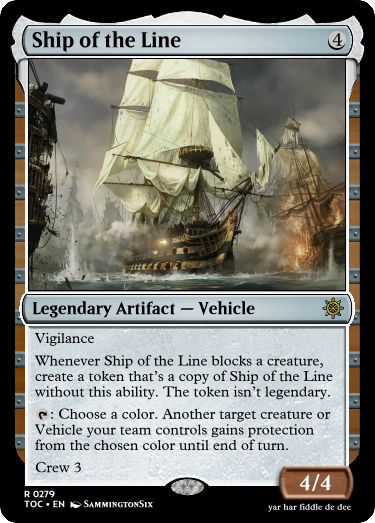 Ship of the Line 4
Legendary Artifact — Vehicle
Vigilance
Whenever Ship of the Line blocks a creature,
create a token that's a copy of Ship of the Line
without this ability. The token isn't legendary.
: Choose a color. Another target creature or
Vehicle your team controls gains protection
from the chosen color until end of turn.
Crew 3
4/4
R 0279
TOC • EN SammingtonSix
yar har fiddle de dee